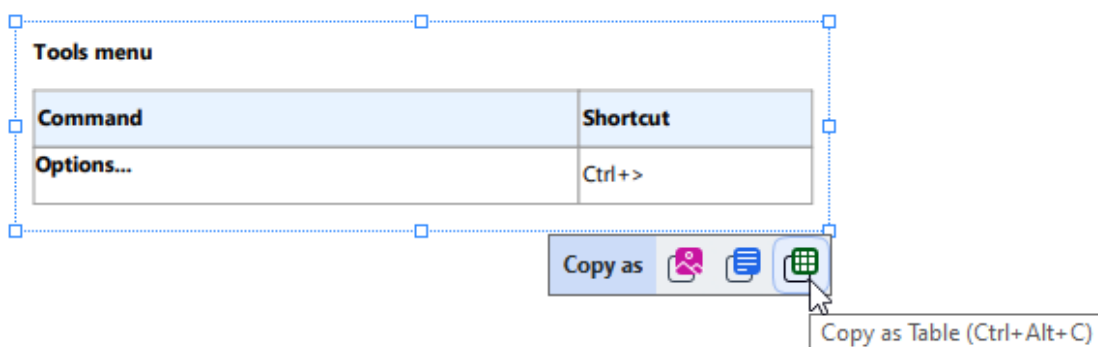 Tools menu
Command Shortcut
Options... Ctrl+>
Copy as
Copy as Table (Ctrl+Alt+C)